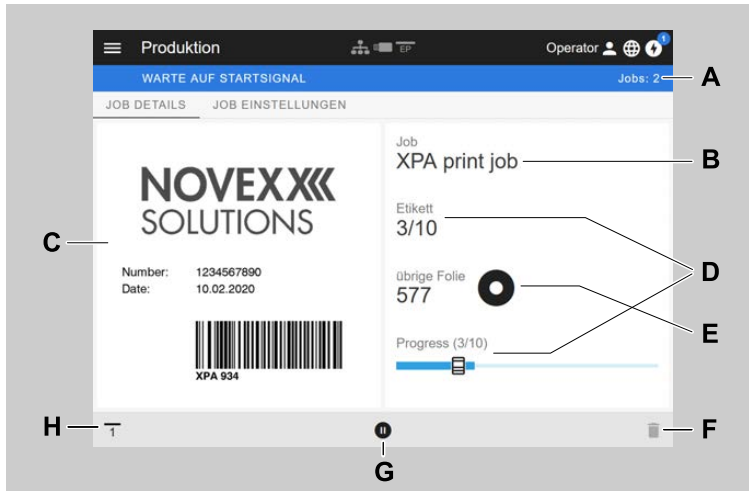 Produktion
EP
Operator
1
WARTE AUF STARTSIGNAL
Jobs: 2
A
JOB DETAILS
JOB EINSTELLUNGEN
NOVEXX
SOLUTIONS
Number: 1234567890
Date: 10.02.2020
XPA 934
C
Job
XPA print job
B
Etikett
3/10
D
übrige Folie
577
E
Progress (3/10)
H
1
G
F